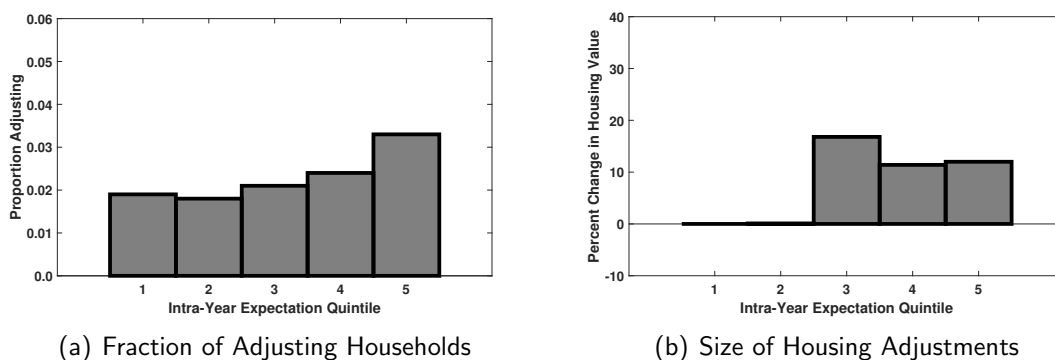 0.06
0.05
0.04
0.03
0.02
0.01
0.0
Proportion Adjusting
1 2 3 4 5
Intra-Year Expectation Quintile
(a) Fraction of Adjusting Households
40
30
20
10
0
-10
Percent Change in Housing Value
1 2 3 4 5
Intra-Year Expectation Quintile
(b) Size of Housing Adjustments